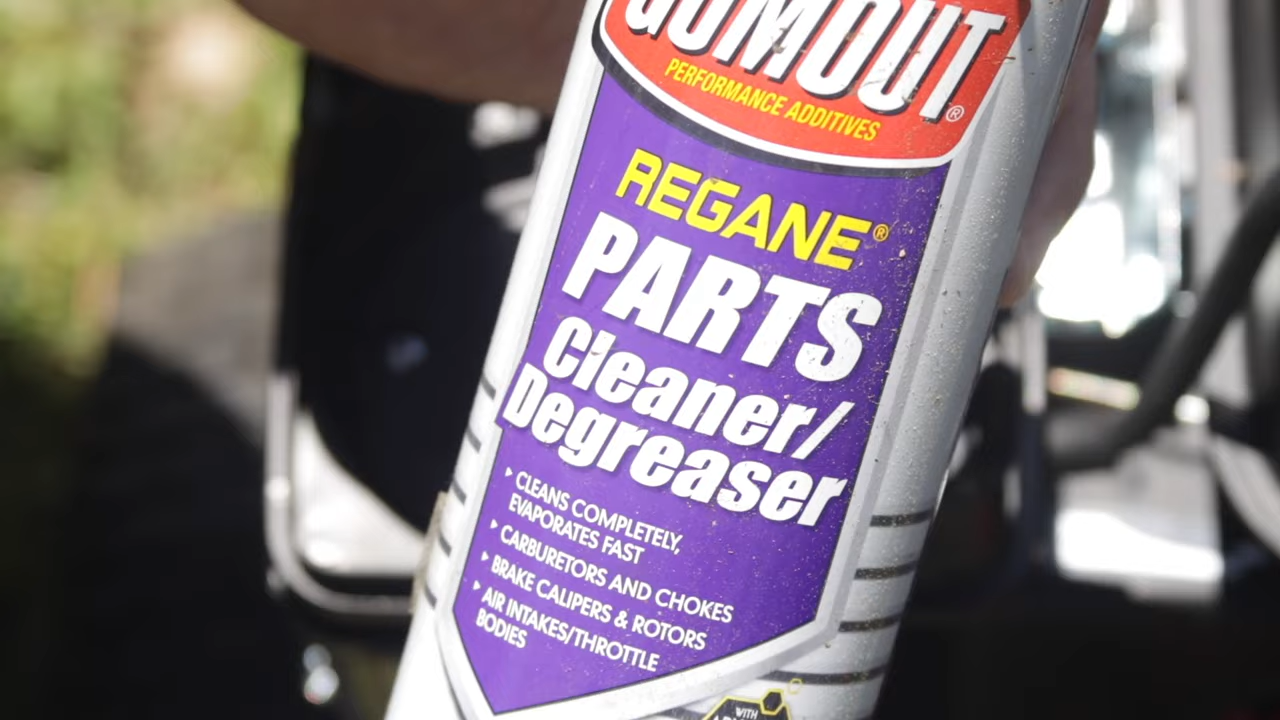 GUMOUT®
PERFORMANCE ADDITIVES
REGANE®
PARTS
Cleaner/
Degreaser
‣ CLEANS COMPLETELY,
EVAPORATES FAST
‣ CARBURETORS AND CHOKES
‣ BRAKE CALIPERS & ROTORS
‣ AIR INTAKES/THROTTLE
BODIES
WITH